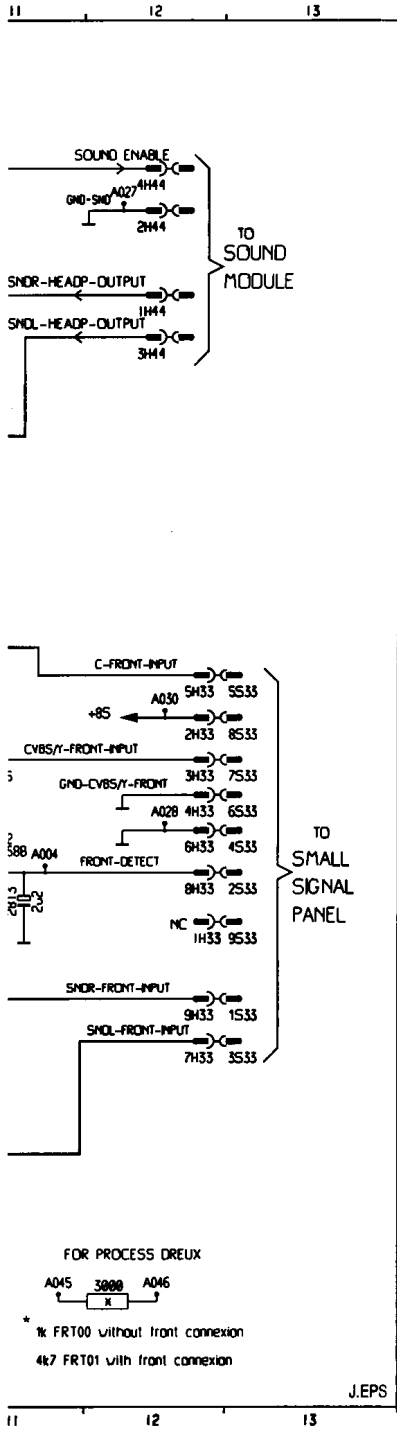 11 12 13
SOUND ENABLE
4H44
GND-SND A027
2H44
TO
SOUND
MODULE
SNDR-HEADP-OUTPUT
1H44
SNDL-HEADP-OUTPUT
3H44
C-FRONT-INPUT
5H33 5S33
+8S A030
2H33 8S33
CVBS/Y-FRONT-INPUT
3H33 7S33
GND-CVBS/Y-FRONT
4H33 6S33
A028
6H33 4S33
TO
SMALL
SIGNAL
PANEL
A004 FRONT-DETECT
8H33 2S33
2U2
NC
1H33 9S33
SNDR-FRONT-INPUT
9H33 1S33
SNDL-FRONT-INPUT
7H33 3S33
FOR PROCESS DREUX
A045 3000 A046
*
* 1k FRT00 without front connexion
4k7 FRT01 with front connexion
J.EPS
11 12 13